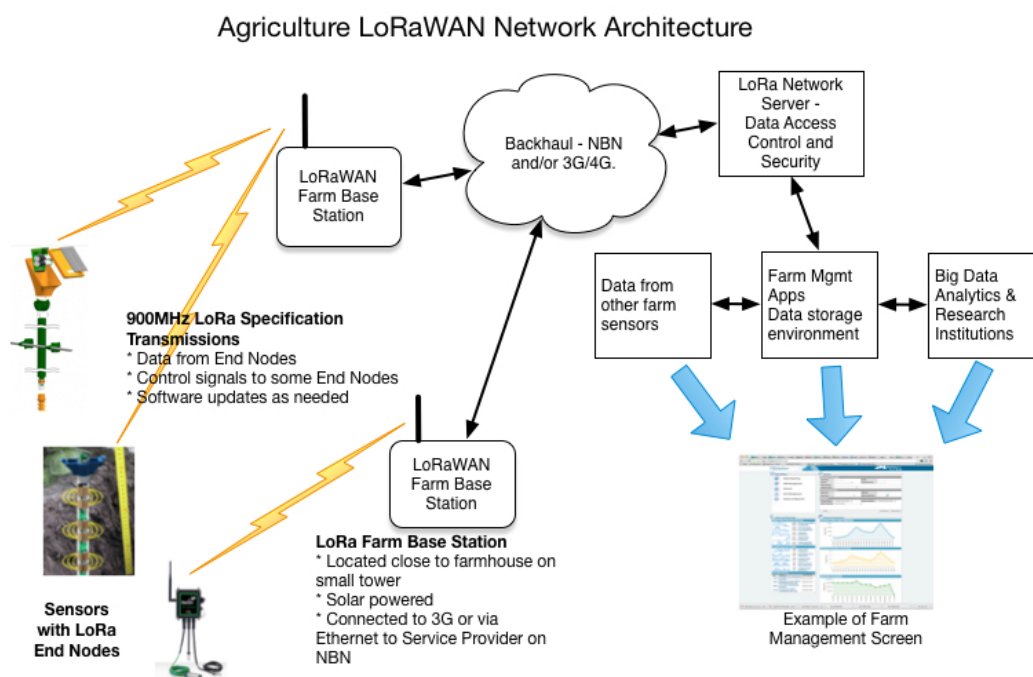 Agriculture LoRaWAN Network Architecture
LoRaWAN
Farm Base
Station
Backhaul - NBN
and/or 3G/4G.
LoRa Network
Server -
Data Access
Control and
Security
Data from
other farm
sensors
Farm Mgmt
Apps
Data storage
environment
Big Data
Analytics &
Research
Institutions
900MHz LoRa Specification
Transmissions
* Data from End Nodes
* Control signals to some End Nodes
* Software updates as needed
LoRaWAN
Farm Base
Station
LoRa Farm Base Station
* Located close to farmhouse on
small tower
* Solar powered
* Connected to 3G or via
Ethernet to Service Provider on
NBN
Sensors
with LoRa
End Nodes
Example of Farm
Management Screen